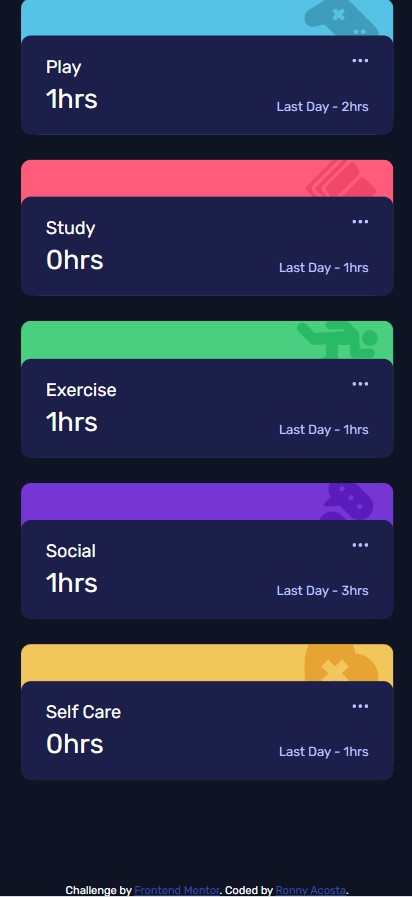 Play
1hrs
Last Day - 2hrs
Study
0hrs
Last Day - 1hrs
Exercise
1hrs
Last Day - 1hrs
Social
1hrs
Last Day - 3hrs
Self Care
0hrs
Last Day - 1hrs
Challenge by Frontend Mentor. Coded by Ronny Acosta.